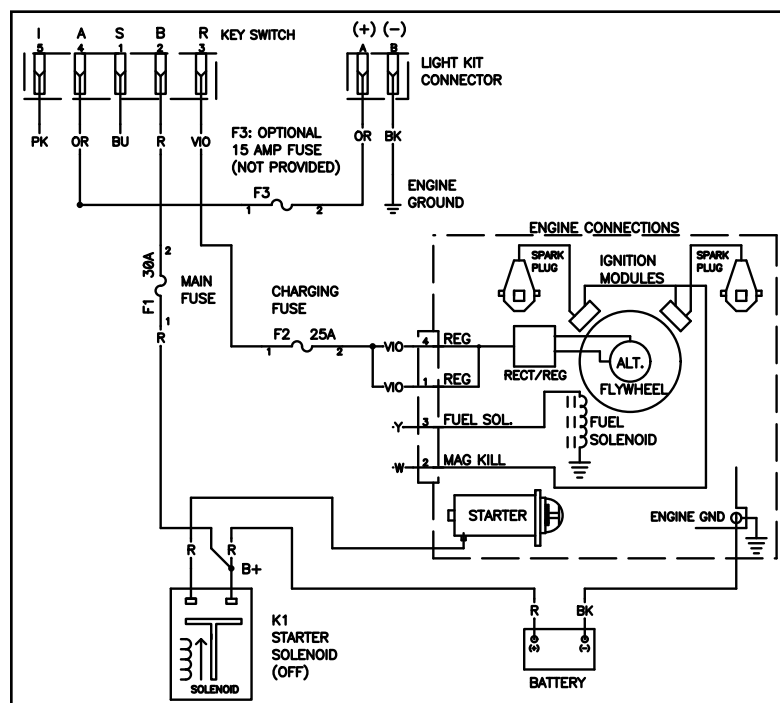 I A S B R KEY SWITCH
5 4 1 2 3
(+) (-)
A B
LIGHT KIT
CONNECTOR
PK OR BU R VIO
F3: OPTIONAL
15 AMP FUSE
(NOT PROVIDED)
OR BK
F3
1 2
ENGINE
GROUND
ENGINE CONNECTIONS
SPARK
PLUG
IGNITION
MODULES
SPARK
PLUG
2
F1 30A
1
MAIN
FUSE
R
CHARGING
FUSE
F2 25A
1 2
VIO 4 REG
VIO 1 REG
RECT/REG
ALT.
FLYWHEEL
Y 3 FUEL SOL.
FUEL
SOLENOID
W 2 MAG KILL
STARTER
ENGINE GND
R R
B+
K1
STARTER
SOLENOID
(OFF)
SOLENOID
R BK
(+) (-)
BATTERY